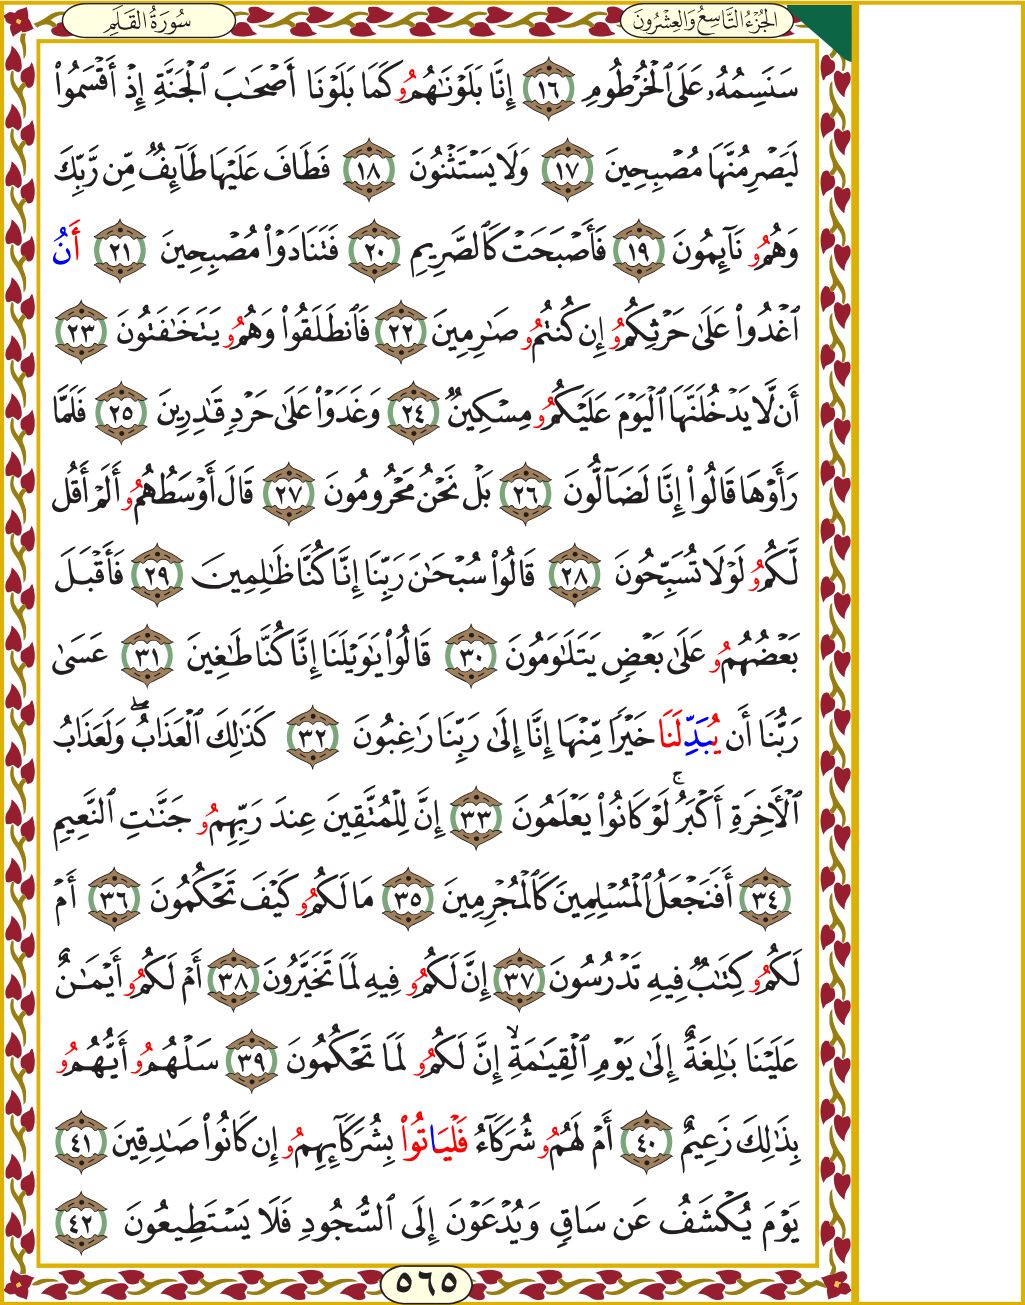 الجُزْءُ التَّاسِعُ وَالعِشْرُونَ
سُورَةُ القَلَمِ
سَنَسِمُهُۥ عَلَى ٱلْخُرْطُومِ ١٦ إِنَّا بَلَوْنَٰهُمُۥ كَمَا بَلَوْنَا أَصْحَٰبَ ٱلْجَنَّةِ إِذْ أَقْسَمُوا۟
لَيَصْرِمُنَّهَا مُصْبِحِينَ ١٧ وَلَا يَسْتَثْنُونَ ١٨ فَطَافَ عَلَيْهَا طَآئِفٌ مِّن رَّبِّكَ
وَهُمُو نَآئِمُونَ ١٩ فَأَصْبَحَتْ كَٱلصَّرِيمِ ٢٠ فَتَنَادَوْا۟ مُصْبِحِينَ ٢١ أَنُ
ٱغْدُوا۟ عَلَىٰ حَرْثِكُمُو إِن كُنتُمُو صَٰرِمِينَ ٢٢ فَٱنطَلَقُوا۟ وَهُمُو يَتَخَٰفَتُونَ ٢٣
أَن لَّا يَدْخُلَنَّهَا ٱلْيَوْمَ عَلَيْكُمُو مِسْكِينٌ ٢٤ وَغَدَوْا۟ عَلَىٰ حَرْدٍ قَٰدِرِينَ ٢٥ فَلَمَّا
رَأَوْهَا قَالُوا۟ إِنَّا لَضَآلُّونَ ٢٦ بَلْ نَحْنُ مَحْرُومُونَ ٢٧ قَالَ أَوْسَطُهُمُو أَلَمْ أَقُل
لَّكُمُو لَوْلَا تُسَبِّحُونَ ٢٨ قَالُوا۟ سُبْحَٰنَ رَبِّنَا إِنَّا كُنَّا ظَٰلِمِينَ ٢٩ فَأَقْبَلَ
بَعْضُهُمُو عَلَىٰ بَعْضٍ يَتَلَٰوَمُونَ ٣٠ قَالُوا۟ يَٰوَيْلَنَا إِنَّا كُنَّا طَٰغِينَ ٣١ عَسَىٰ
رَبُّنَا أَن يُبَدِّلَنَا خَيْرًا مِّنْهَا إِنَّا إِلَىٰ رَبِّنَا رَٰغِبُونَ ٣٢ كَذَٰلِكَ ٱلْعَذَابُ ۖ وَلَعَذَابُ
ٱلْأَخِرَةِ أَكْبَرُ ۚ لَوْ كَانُوا۟ يَعْلَمُونَ ٣٣ إِنَّ لِلْمُتَّقِينَ عِندَ رَبِّهِمُو جَنَّٰتِ ٱلنَّعِيمِ
٣٤ أَفَنَجْعَلُ ٱلْمُسْلِمِينَ كَٱلْمُجْرِمِينَ ٣٥ مَا لَكُمُو كَيْفَ تَحْكُمُونَ ٣٦ أَمْ
لَكُمُو كِتَٰبٌ فِيهِ تَدْرُسُونَ ٣٧ إِنَّ لَكُمُو فِيهِ لَمَا تَخَيَّرُونَ ٣٨ أَمْ لَكُمُو أَيْمَٰنٌ
عَلَيْنَا بَٰلِغَةٌ إِلَىٰ يَوْمِ ٱلْقِيَٰمَةِ ۙ إِنَّ لَكُمُو لَمَا تَحْكُمُونَ ٣٩ سَلْهُمُو أَيُّهُمُو
بِذَٰلِكَ زَعِيمٌ ٤٠ أَمْ لَهُمُو شُرَكَآءُ فَلْيَاتُوا۟ بِشُرَكَآئِهِمُو إِن كَانُوا۟ صَٰدِقِينَ ٤١
يَوْمَ يُكْشَفُ عَن سَاقٍ وَيُدْعَوْنَ إِلَى ٱلسُّجُودِ فَلَا يَسْتَطِيعُونَ ٤٢
٥٦٥